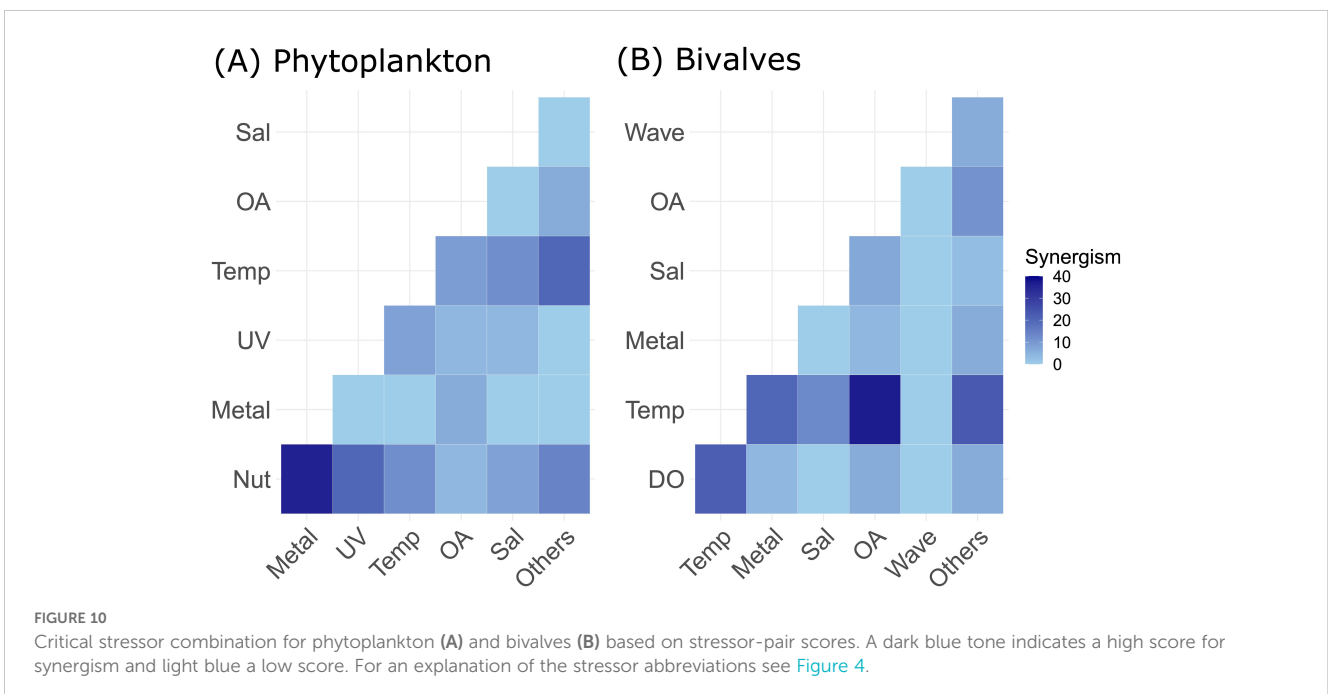 (A) Phytoplankton
Sal
OA
Temp
UV
Metal
Nut
Metal
UV
Temp
OA
Sal
Others
(B) Bivalves
Wave
OA
Sal
Metal
Temp
DO
Temp
Metal
Sal
OA
Wave
Others
Synergism
40
30
20
10
0
FIGURE 10
Critical stressor combination for phytoplankton (A) and bivalves (B) based on stressor-pair scores. A dark blue tone indicates a high score for
synergism and light blue a low score. For an explanation of the stressor abbreviations see Figure 4.